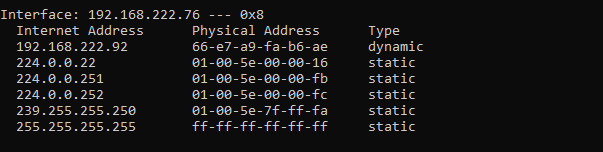 Interface: 192.168.222.76 --- 0x8
  Internet Address      Physical Address      Type
  192.168.222.92        66-e7-a9-fa-b6-ae     dynamic
  224.0.0.22            01-00-5e-00-00-16     static
  224.0.0.251           01-00-5e-00-00-fb     static
  224.0.0.252           01-00-5e-00-00-fc     static
  239.255.255.250       01-00-5e-7f-ff-fa     static
  255.255.255.255       ff-ff-ff-ff-ff-ff     static